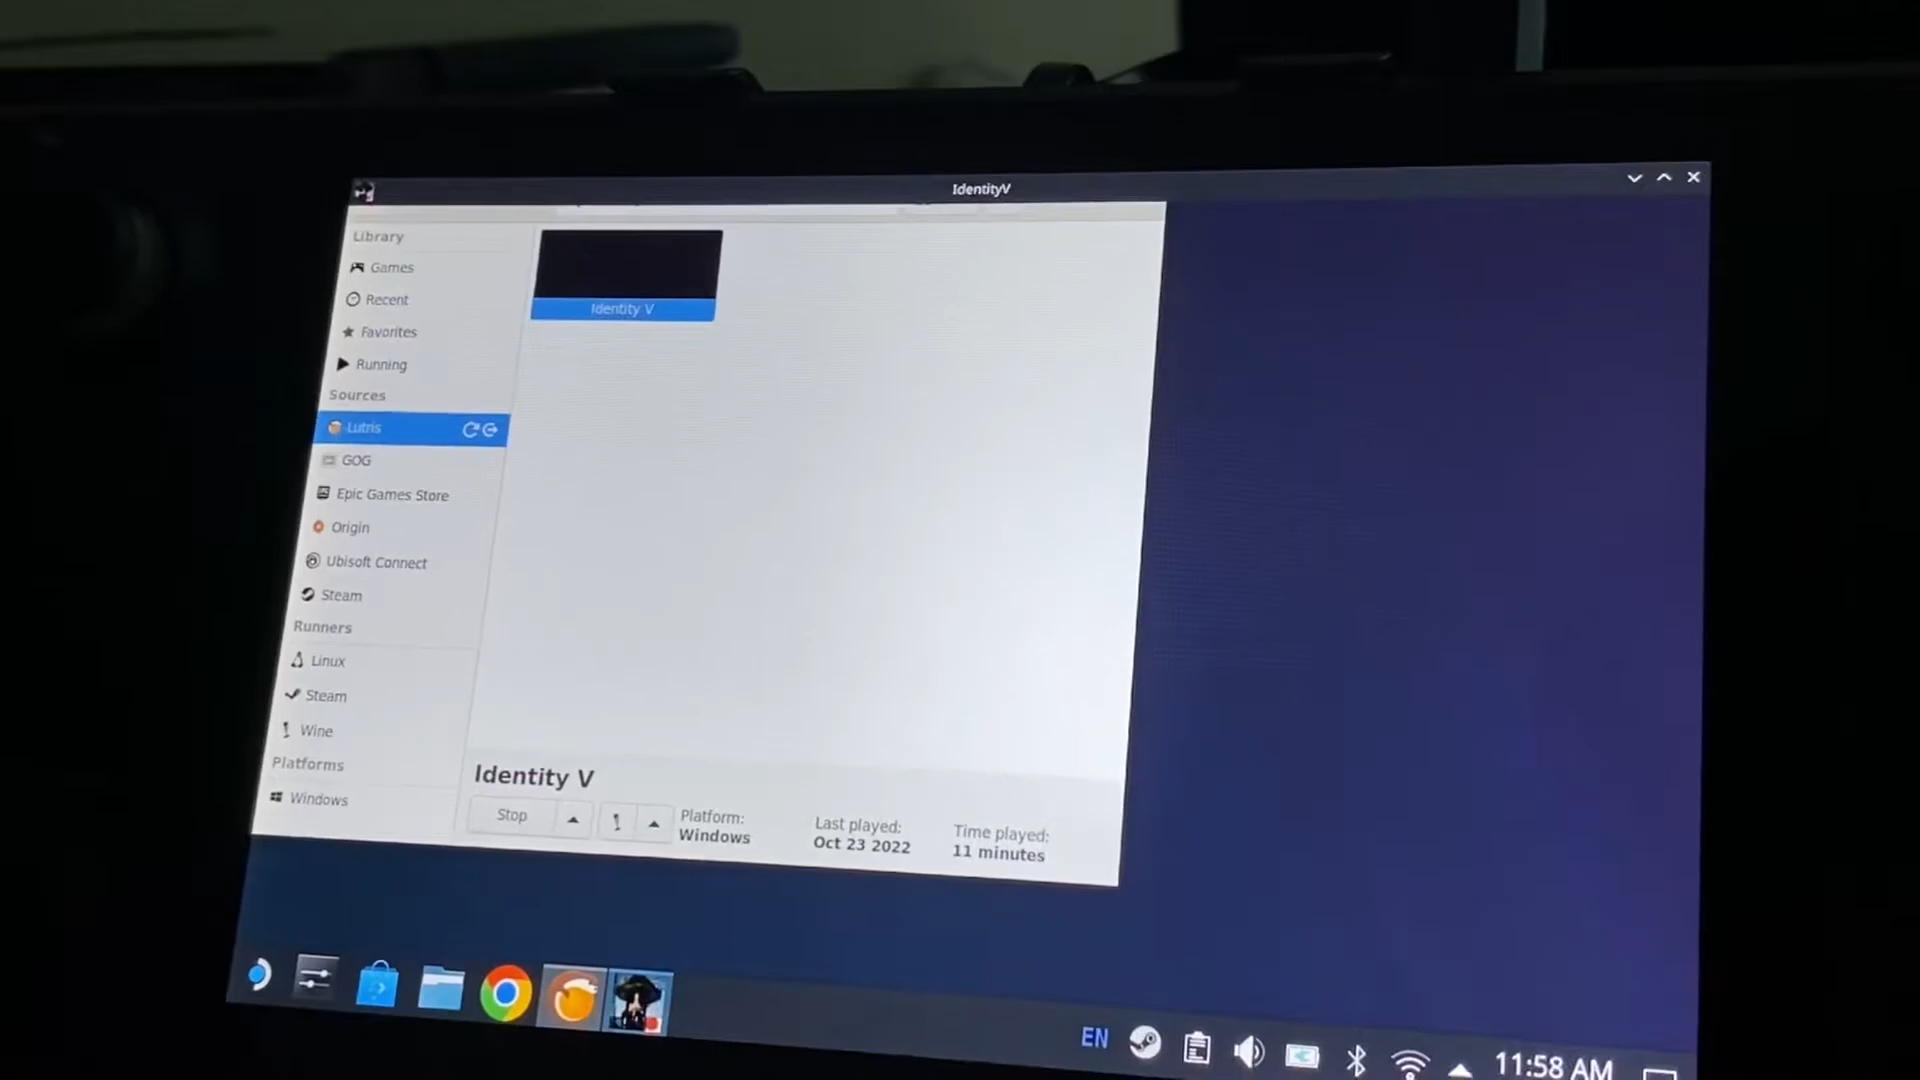 IdentityV
Library
Games
Recent
Favorites
Running
Sources
Lutris
GOG
Epic Games Store
Origin
Ubisoft Connect
Steam
Runners
Linux
Steam
Wine
Platforms
Windows
Identity V
Identity V
Stop
Platform:
Windows
Last played:
Oct 23 2022
Time played:
11 minutes
EN
11:58 AM